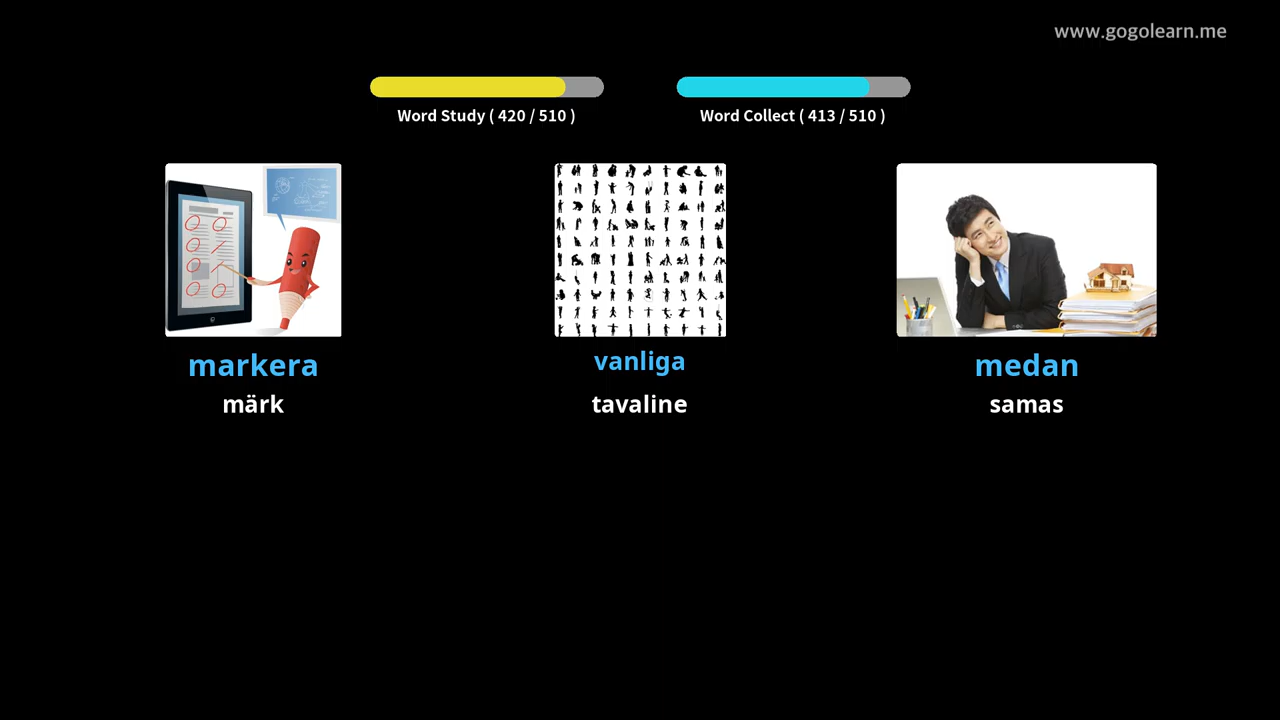 www.gogolearn.me
Word Study ( 420 / 510 )
Word Collect ( 413 / 510 )
markera
vanliga
medan
märk
tavaline
samas